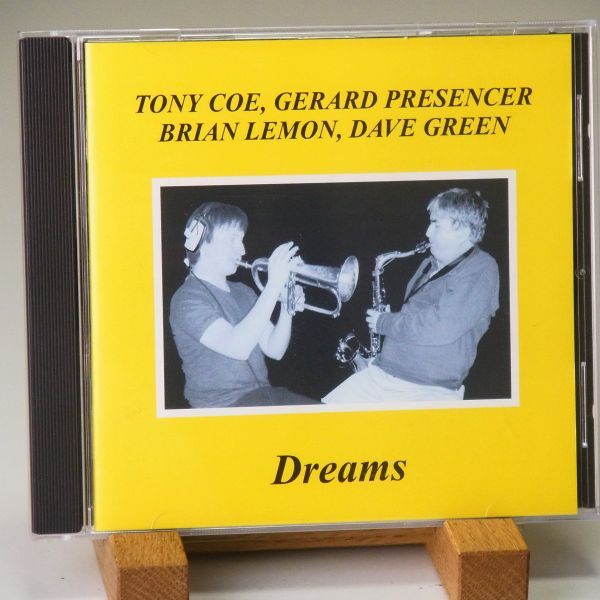 TONY COE, GERARD PRESENCER
BRIAN LEMON, DAVE GREEN
Dreams